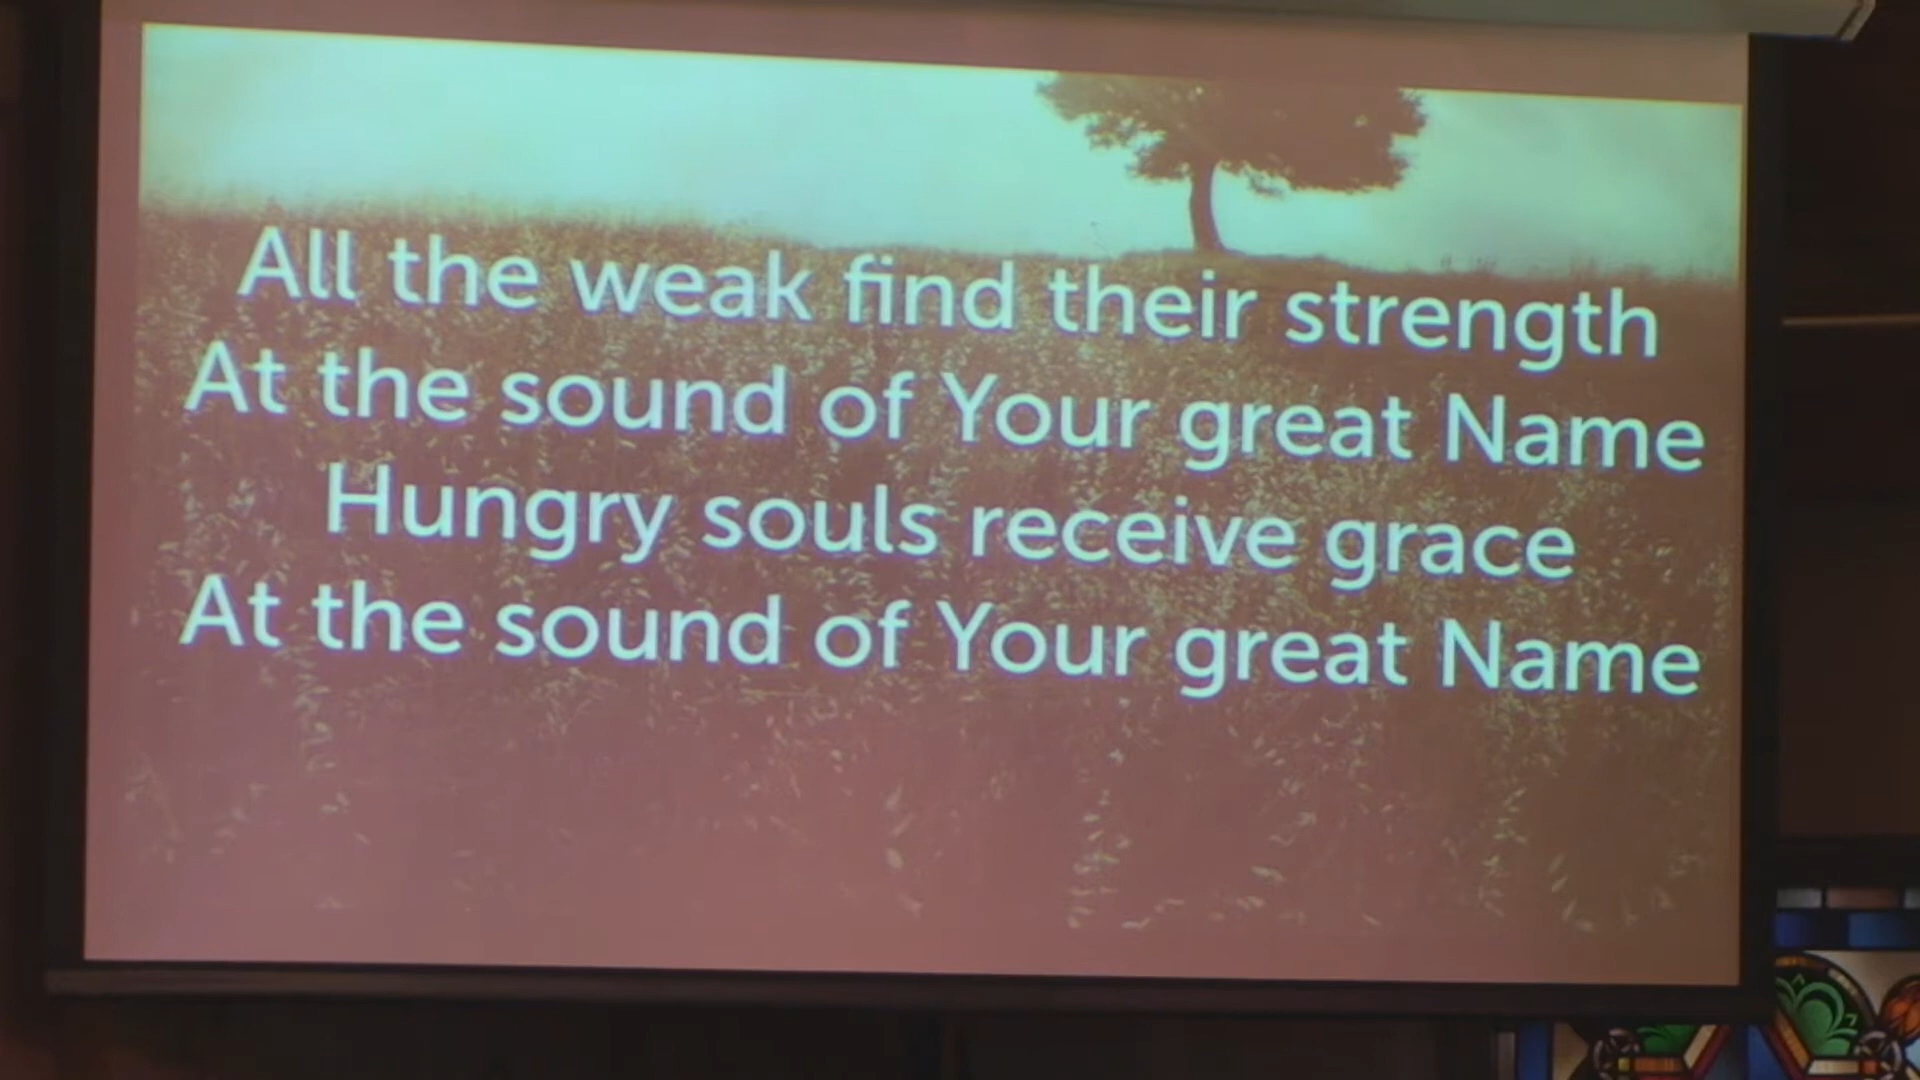 All the weak find their strength
At the sound of Your great Name
Hungry souls receive grace
At the sound of Your great Name